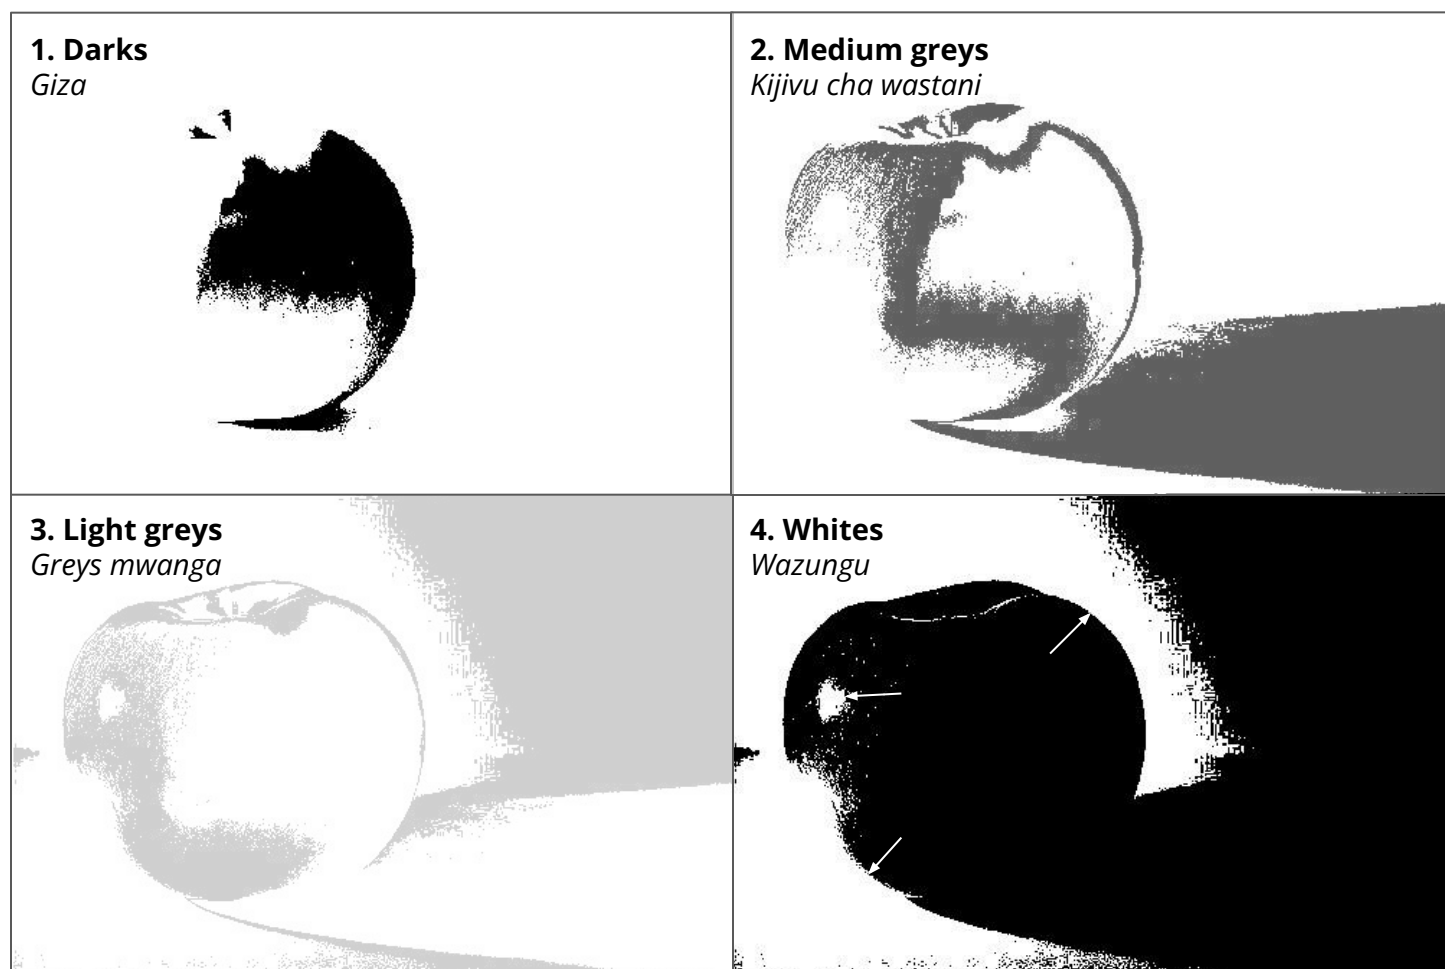 1. Darks
Giza
2. Medium greys
Kijivu cha wastani
3. Light greys
Greys mwanga
4. Whites
Wazungu